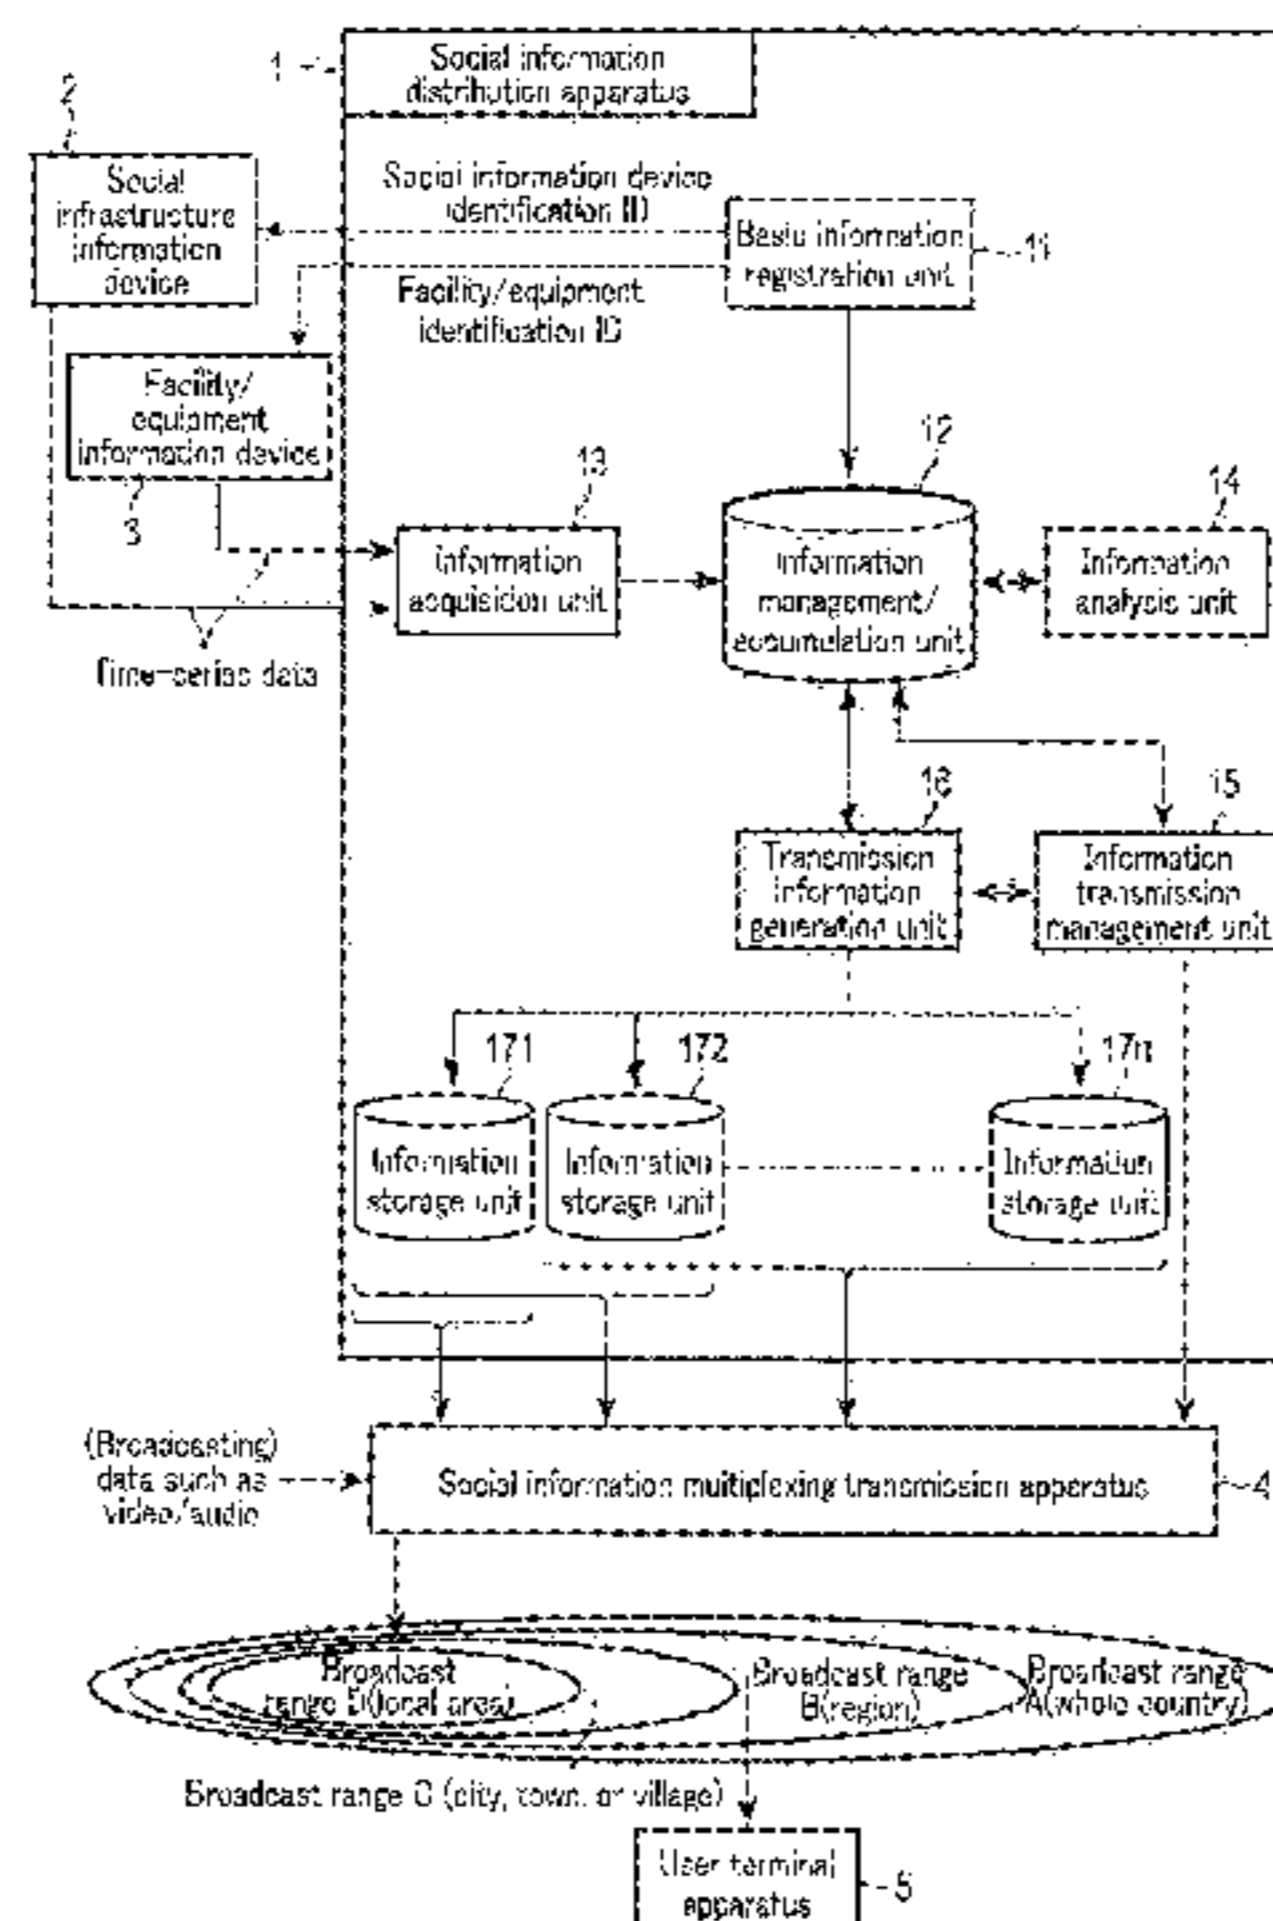 1
Social information
distribution apparatus
2
Social
infrastructure
information
device
Social information device
identification ID
Basic information
registration unit
11
Facility/equipment
identification ID
Facility/
equipment
information device
3
12
13
14
Information
acquisition unit
Information
management/
accumulation unit
Information
analysis unit
Time-series data
16
15
Transmission
information
generation unit
Information
transmission
management unit
171
172
17n
Information
storage unit
Information
storage unit
Information
storage unit
(Broadcasting)
data such as
video/audio
Social information multiplexing transmission apparatus
4
Broadcast
range D(local area)
Broadcast range
B(region)
Broadcast range
A(whole country)
Broadcast range C (city, town, or village)
User terminal
apparatus
5